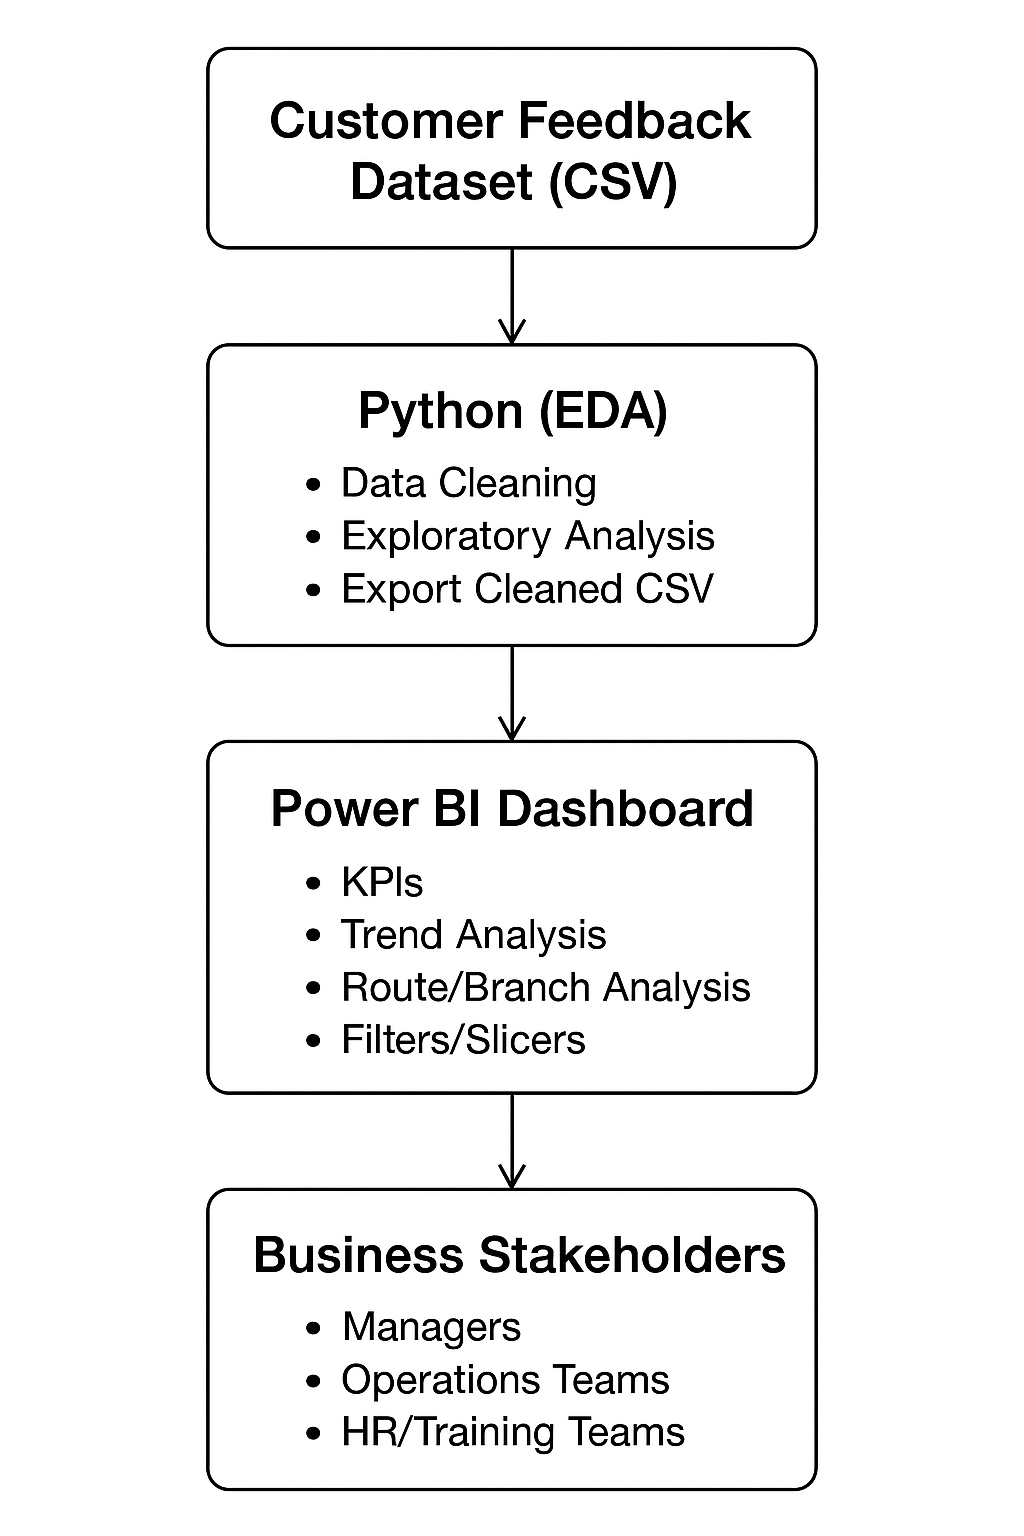 Customer Feedback
Dataset (CSV)
Python (EDA)
• Data Cleaning
• Exploratory Analysis
• Export Cleaned CSV
Power BI Dashboard
• KPIs
• Trend Analysis
• Route/Branch Analysis
• Filters/Slicers
Business Stakeholders
• Managers
• Operations Teams
• HR/Training Teams